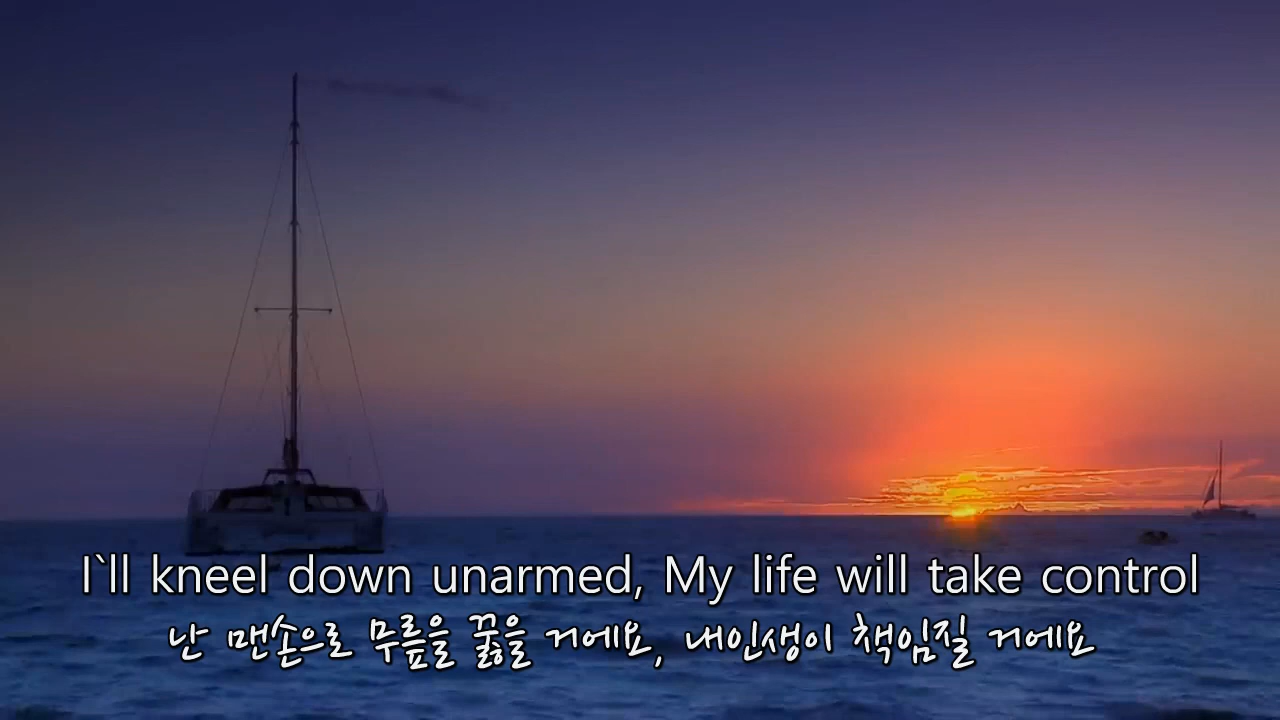 I`ll kneel down unarmed, My life will take control
난 맨손으로 무릎을 꿇을 거에요, 내인생이 책임질 거에요